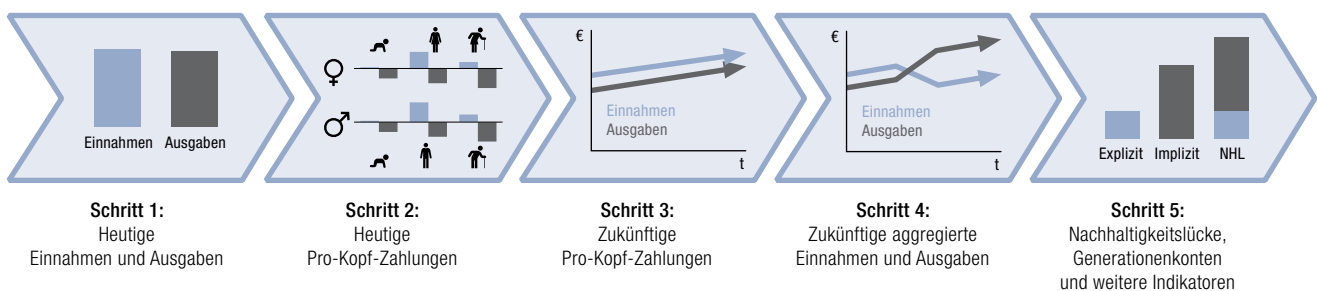 Einnahmen Ausgaben
♀
♂
€
Einnahmen
Ausgaben
t
€
Einnahmen
Ausgaben
t
Explizit Implizit NHL
Schritt 1:
Heutige
Einnahmen und Ausgaben
Schritt 2:
Heutige
Pro-Kopf-Zahlungen
Schritt 3:
Zukünftige
Pro-Kopf-Zahlungen
Schritt 4:
Zukünftige aggregierte
Einnahmen und Ausgaben
Schritt 5:
Nachhaltigkeitslücke,
Generationenkonten
und weitere Indikatoren